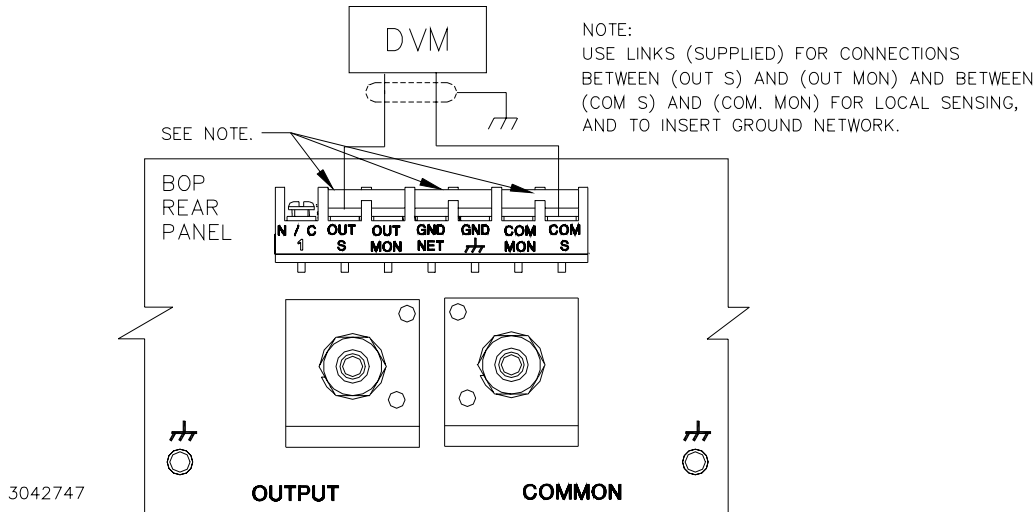 DVM
NOTE:
USE LINKS (SUPPLIED) FOR CONNECTIONS
BETWEEN (OUT S) AND (OUT MON) AND BETWEEN
(COM S) AND (COM. MON) FOR LOCAL SENSING,
AND TO INSERT GROUND NETWORK.
SEE NOTE.
BOP
REAR
PANEL
N / C OUT OUT GND GND COM COM
1 S MON NET MON S
3042747
OUTPUT
COMMON